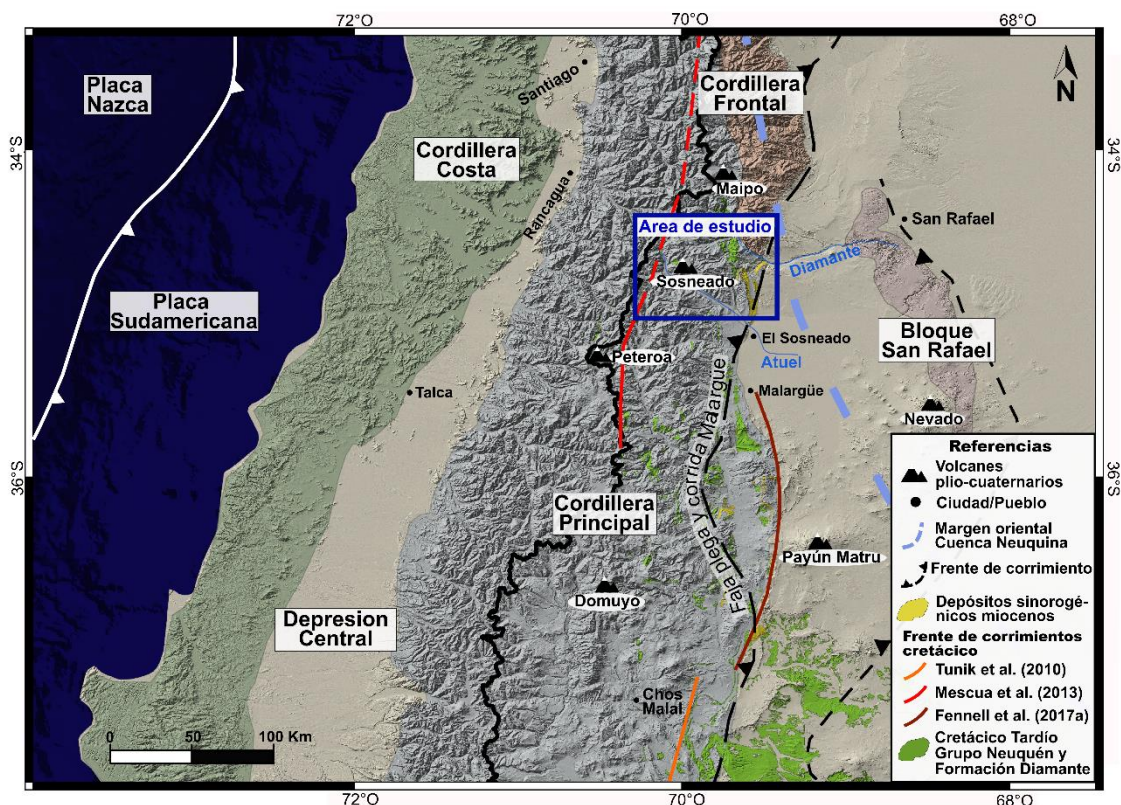 72°O
70°O
68°O
Placa
Nazca
Santiago
Cordillera
Frontal
N
34°S
34°S
Cordillera
Costa
Rancagua
Maipo
San Rafael
Area de estudio
Diamante
Sosneado
Placa
Sudamericana
El Sosneado
Bloque
San Rafael
Peteroa
Atuel
Talca
Malargüe
Nevado
Faja plega y corrida Malargue
36°S
36°S
Cordillera
Principal
Payún Matru
Domuyo
Depresion
Central
Chos
Malal
0
50
100 Km
Referencias
Volcanes
plio-cuaternarios
Ciudad/Pueblo
Margen oriental
Cuenca Neuquina
Frente de corrimiento
Depósitos sinorogé-
nicos miocenos
Frente de corrimientos
cretácico
Tunik et al. (2010)
Mescua et al. (2013)
Fennell et al. (2017a)
Cretácico Tardío
Grupo Neuquén y
Formación Diamante
72°O
70°O
68°O